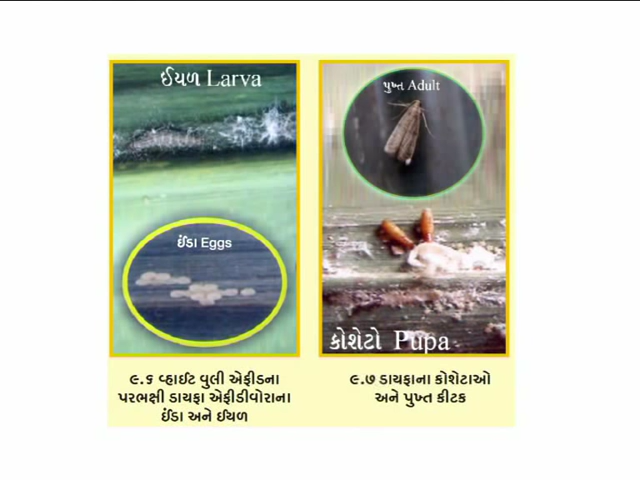 ઈયળ Larva
ઈંડા Eggs
૯.૬ વ્હાઈટ વુલી એફીડના
પરભક્ષી ડાયફા એફીડીવોરાના
ઈંડા અને ઈયળ
પુખ્ત Adult
કોશેટો Pupa
૯.૭ ડાયફાના કોશેટાઓ
અને પુખ્ત કીટક